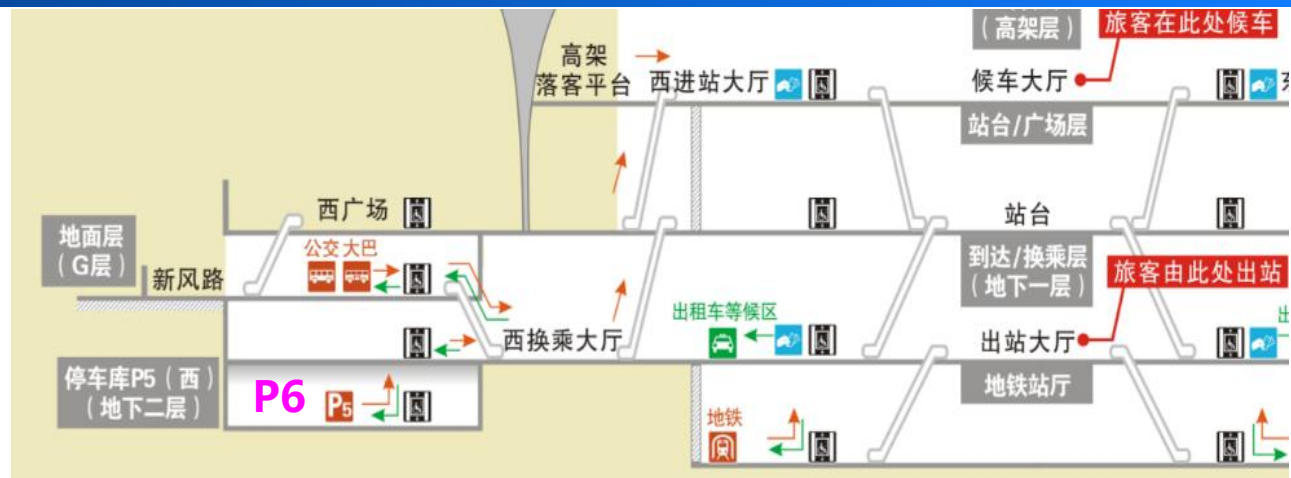 （高架层）
旅客在此处候车
高架
落客平台
西进站大厅
候车大厅
站台/广场层
西广场
站台
地面层
（G层）
公交 大巴
新风路
到达/换乘层
（地下一层）
旅客由此处出站
出租车等候区
西换乘大厅
出站大厅
停车库P5（西）
（地下二层）
P6
P5
地铁站厅
地铁